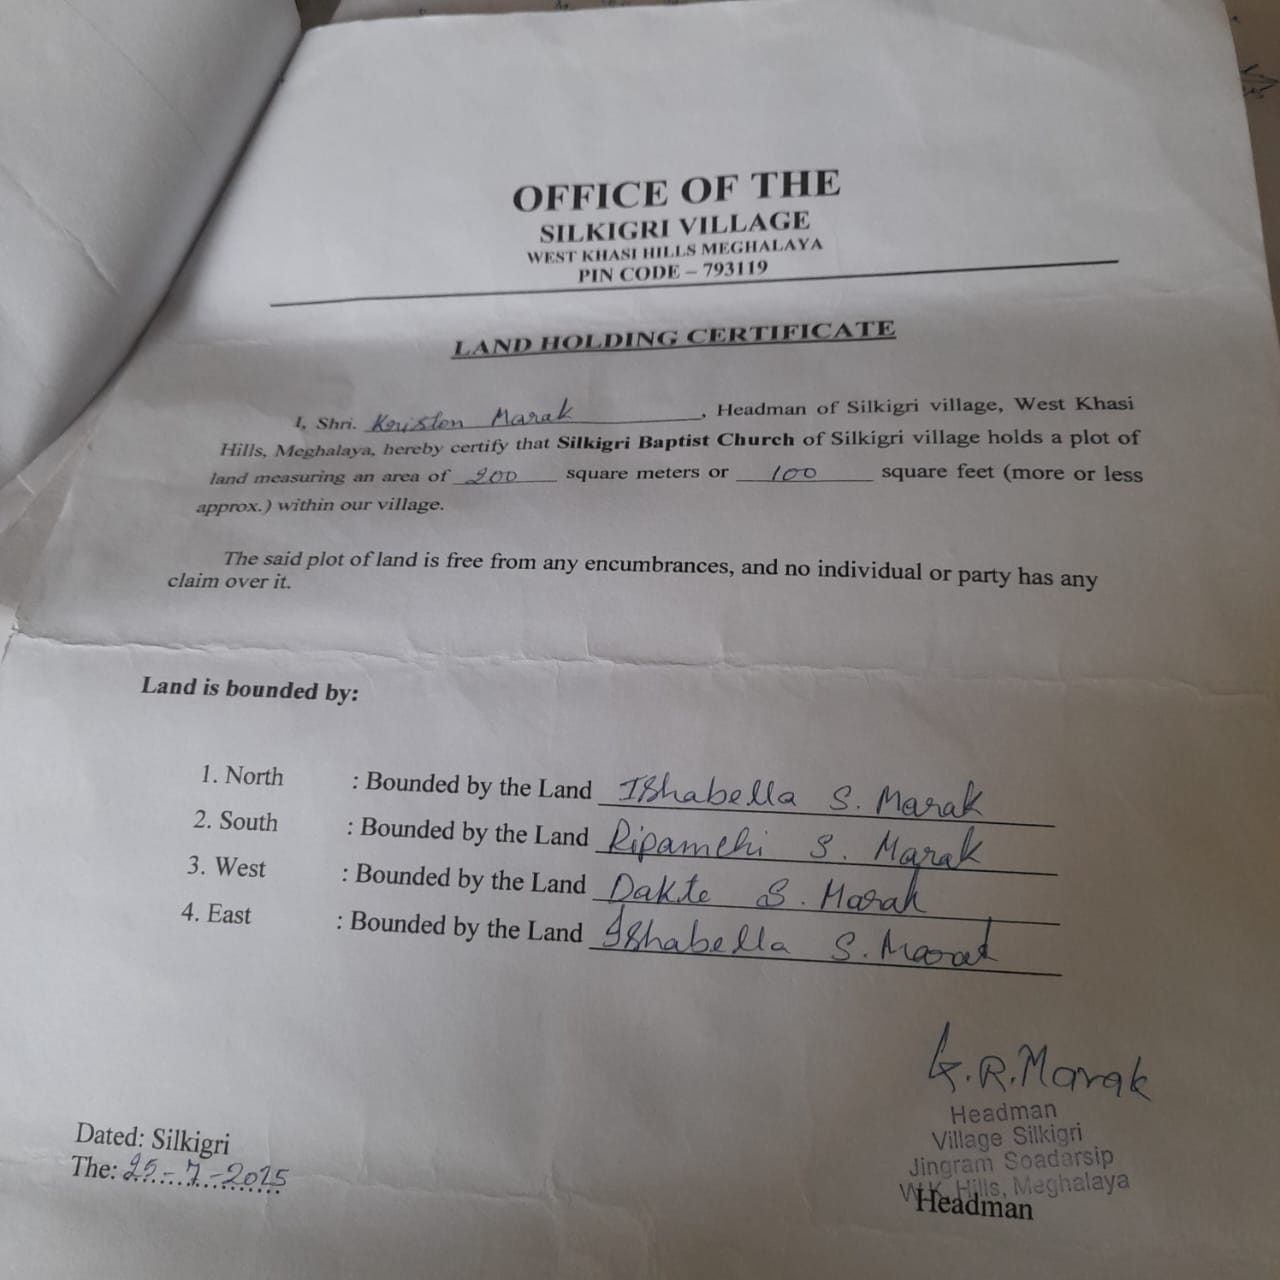 OFFICE OF THE
SILKIGRI VILLAGE
WEST KHASI HILLS MEGHALAYA
PIN CODE – 793119
LAND HOLDING CERTIFICATE
I, Shri. Kriston Marak, Headman of Silkigri village, West Khasi
Hills, Meghalaya, hereby certify that Silkigri Baptist Church of Silkigri village holds a plot of
land measuring an area of 200 square meters or 100 square feet (more or less
approx.) within our village.
The said plot of land is free from any encumbrances, and no individual or party has any
claim over it.
Land is bounded by:
1. North : Bounded by the Land IShabella S. Marak
2. South : Bounded by the Land Ripamchi S. Marak
3. West : Bounded by the Land Dakte S. Marak
4. East : Bounded by the Land IShabella S. Marak
K.R.Marak
Headman
Village Silkigri
Jingram Soadarsip
W.K. Hills, Meghalaya
Headman
Dated: Silkigri
The: 25-7-2025